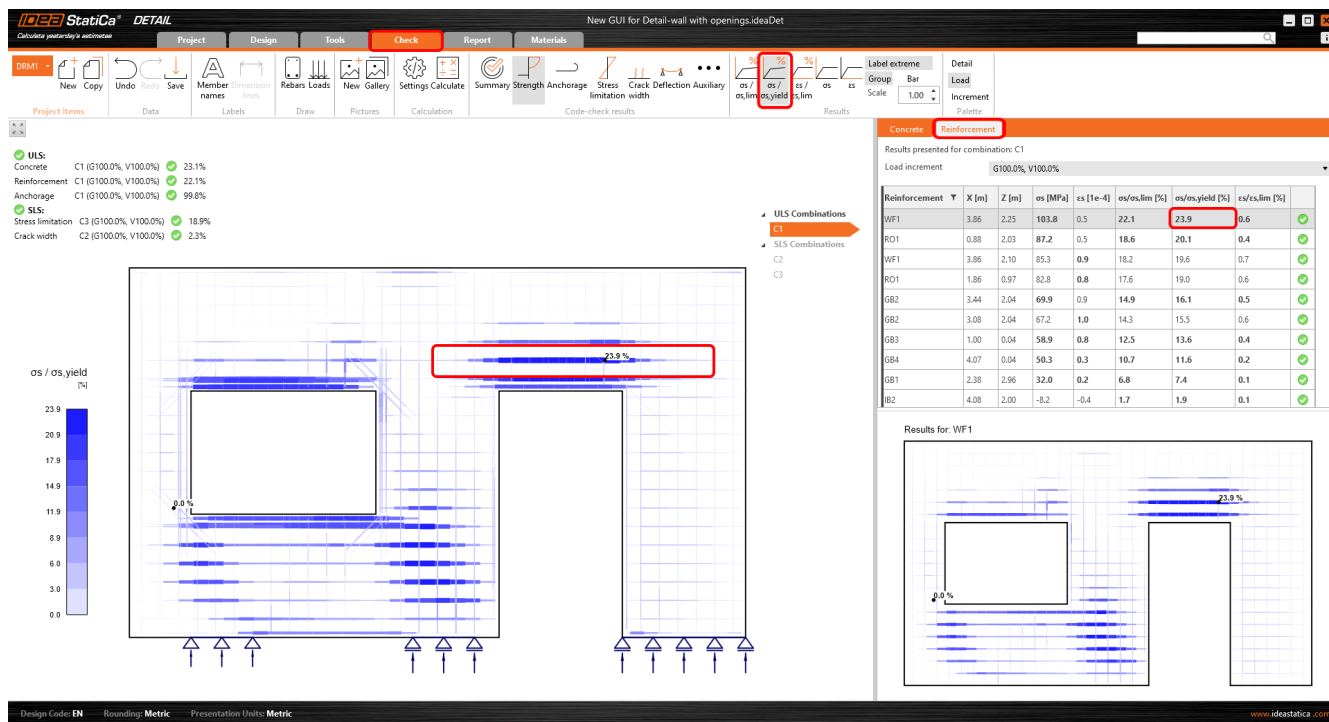 IDEA StatiCa® DETAIL
Calculate yesterday's estimates
New GUI for Detail-wall with openings.ideaDet
Project Design Tools Check Report Materials
DRM1
New Copy Undo Redo Save Member names Dimension lines Rebars Loads New Gallery Settings Calculate Summary Strength Anchorage Stress limitation Crack width Deflection Auxiliary σs / σs,lim σs / σs,yield εs / εs,lim σs εs
Label extreme
Group Bar
Scale 1.00
Detail
Load
Increment
Project items Data Labels Draw Pictures Calculation Code-check results Results Palette
ULS:
Concrete C1 (G100.0%, V100.0%) 23.1%
Reinforcement C1 (G100.0%, V100.0%) 22.1%
Anchorage C1 (G100.0%, V100.0%) 99.8%
SLS:
Stress limitation C3 (G100.0%, V100.0%) 18.9%
Crack width C2 (G100.0%, V100.0%) 2.3%
ULS Combinations
C1
SLS Combinations
C2
C3
σs / σs,yield
[%]
23.9
20.9
17.9
14.9
11.9
8.9
6.0
3.0
0.0
23.9 %
0.0 %
Concrete Reinforcement
Results presented for combination: C1
Load increment G100.0%, V100.0%
Reinforcement X [m] Z [m] σs [MPa] εs [1e-4] σs/σs,lim [%] σs/σs,yield [%] εs/εs,lim [%]
WF1 3.86 2.25 103.8 0.5 22.1 23.9 0.6
RO1 0.88 2.03 87.2 0.5 18.6 20.1 0.4
WF1 3.86 2.10 85.3 0.9 18.2 19.6 0.7
RO1 1.86 0.97 82.8 0.8 17.6 19.0 0.6
GB2 3.44 2.04 69.9 0.9 14.9 16.1 0.5
GB2 3.08 2.04 67.2 1.0 14.3 15.5 0.6
GB3 1.00 0.04 58.9 0.8 12.5 13.6 0.4
GB4 4.07 0.04 50.3 0.3 10.7 11.6 0.2
GB1 2.38 2.96 32.0 0.2 6.8 7.4 0.1
IB2 4.08 2.00 -8.2 -0.4 1.7 1.9 0.1
Results for: WF1
23.9 %
0.0 %
Design Code: EN Rounding: Metric Presentation Units: Metric
www.ideastatica.com